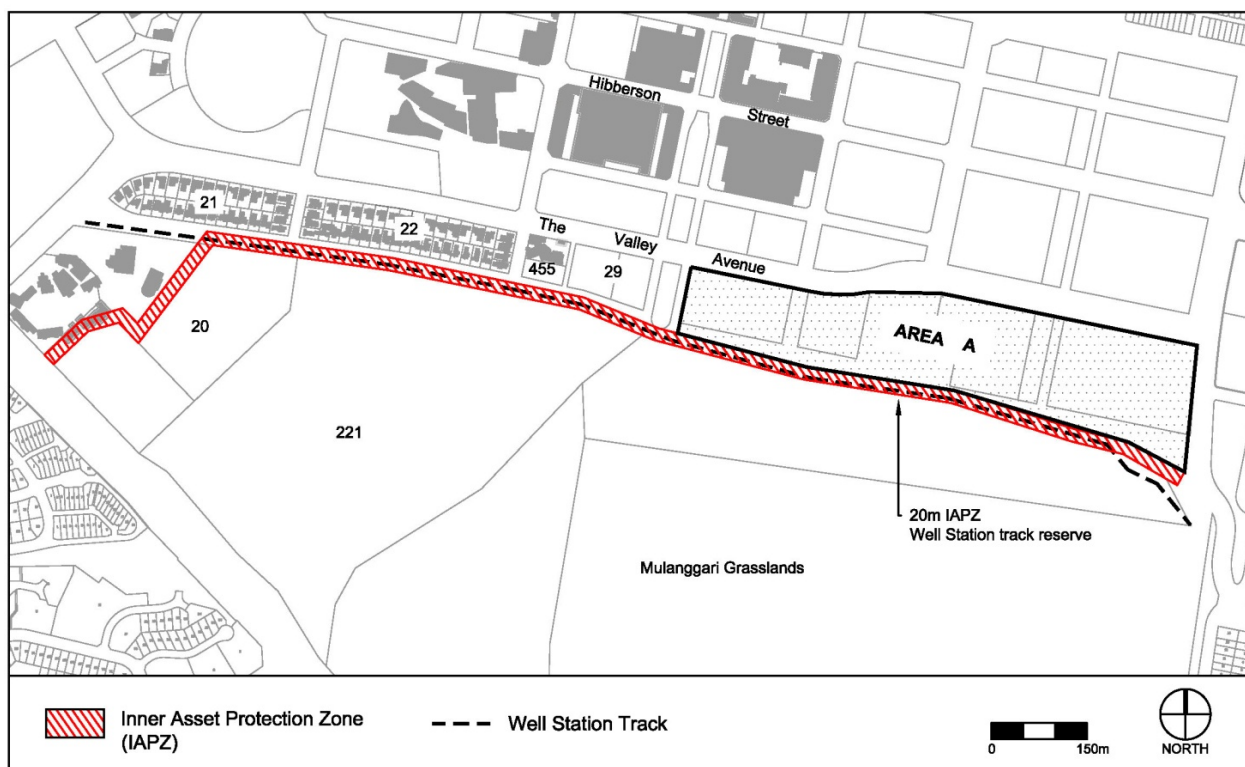 Hibberson
Street
21
22
The
Valley
Avenue
455
29
20
AREA A
221
20m IAPZ
Well Station track reserve
Mulanggari Grasslands
Inner Asset Protection Zone
(IAPZ)
Well Station Track
0
150m
NORTH